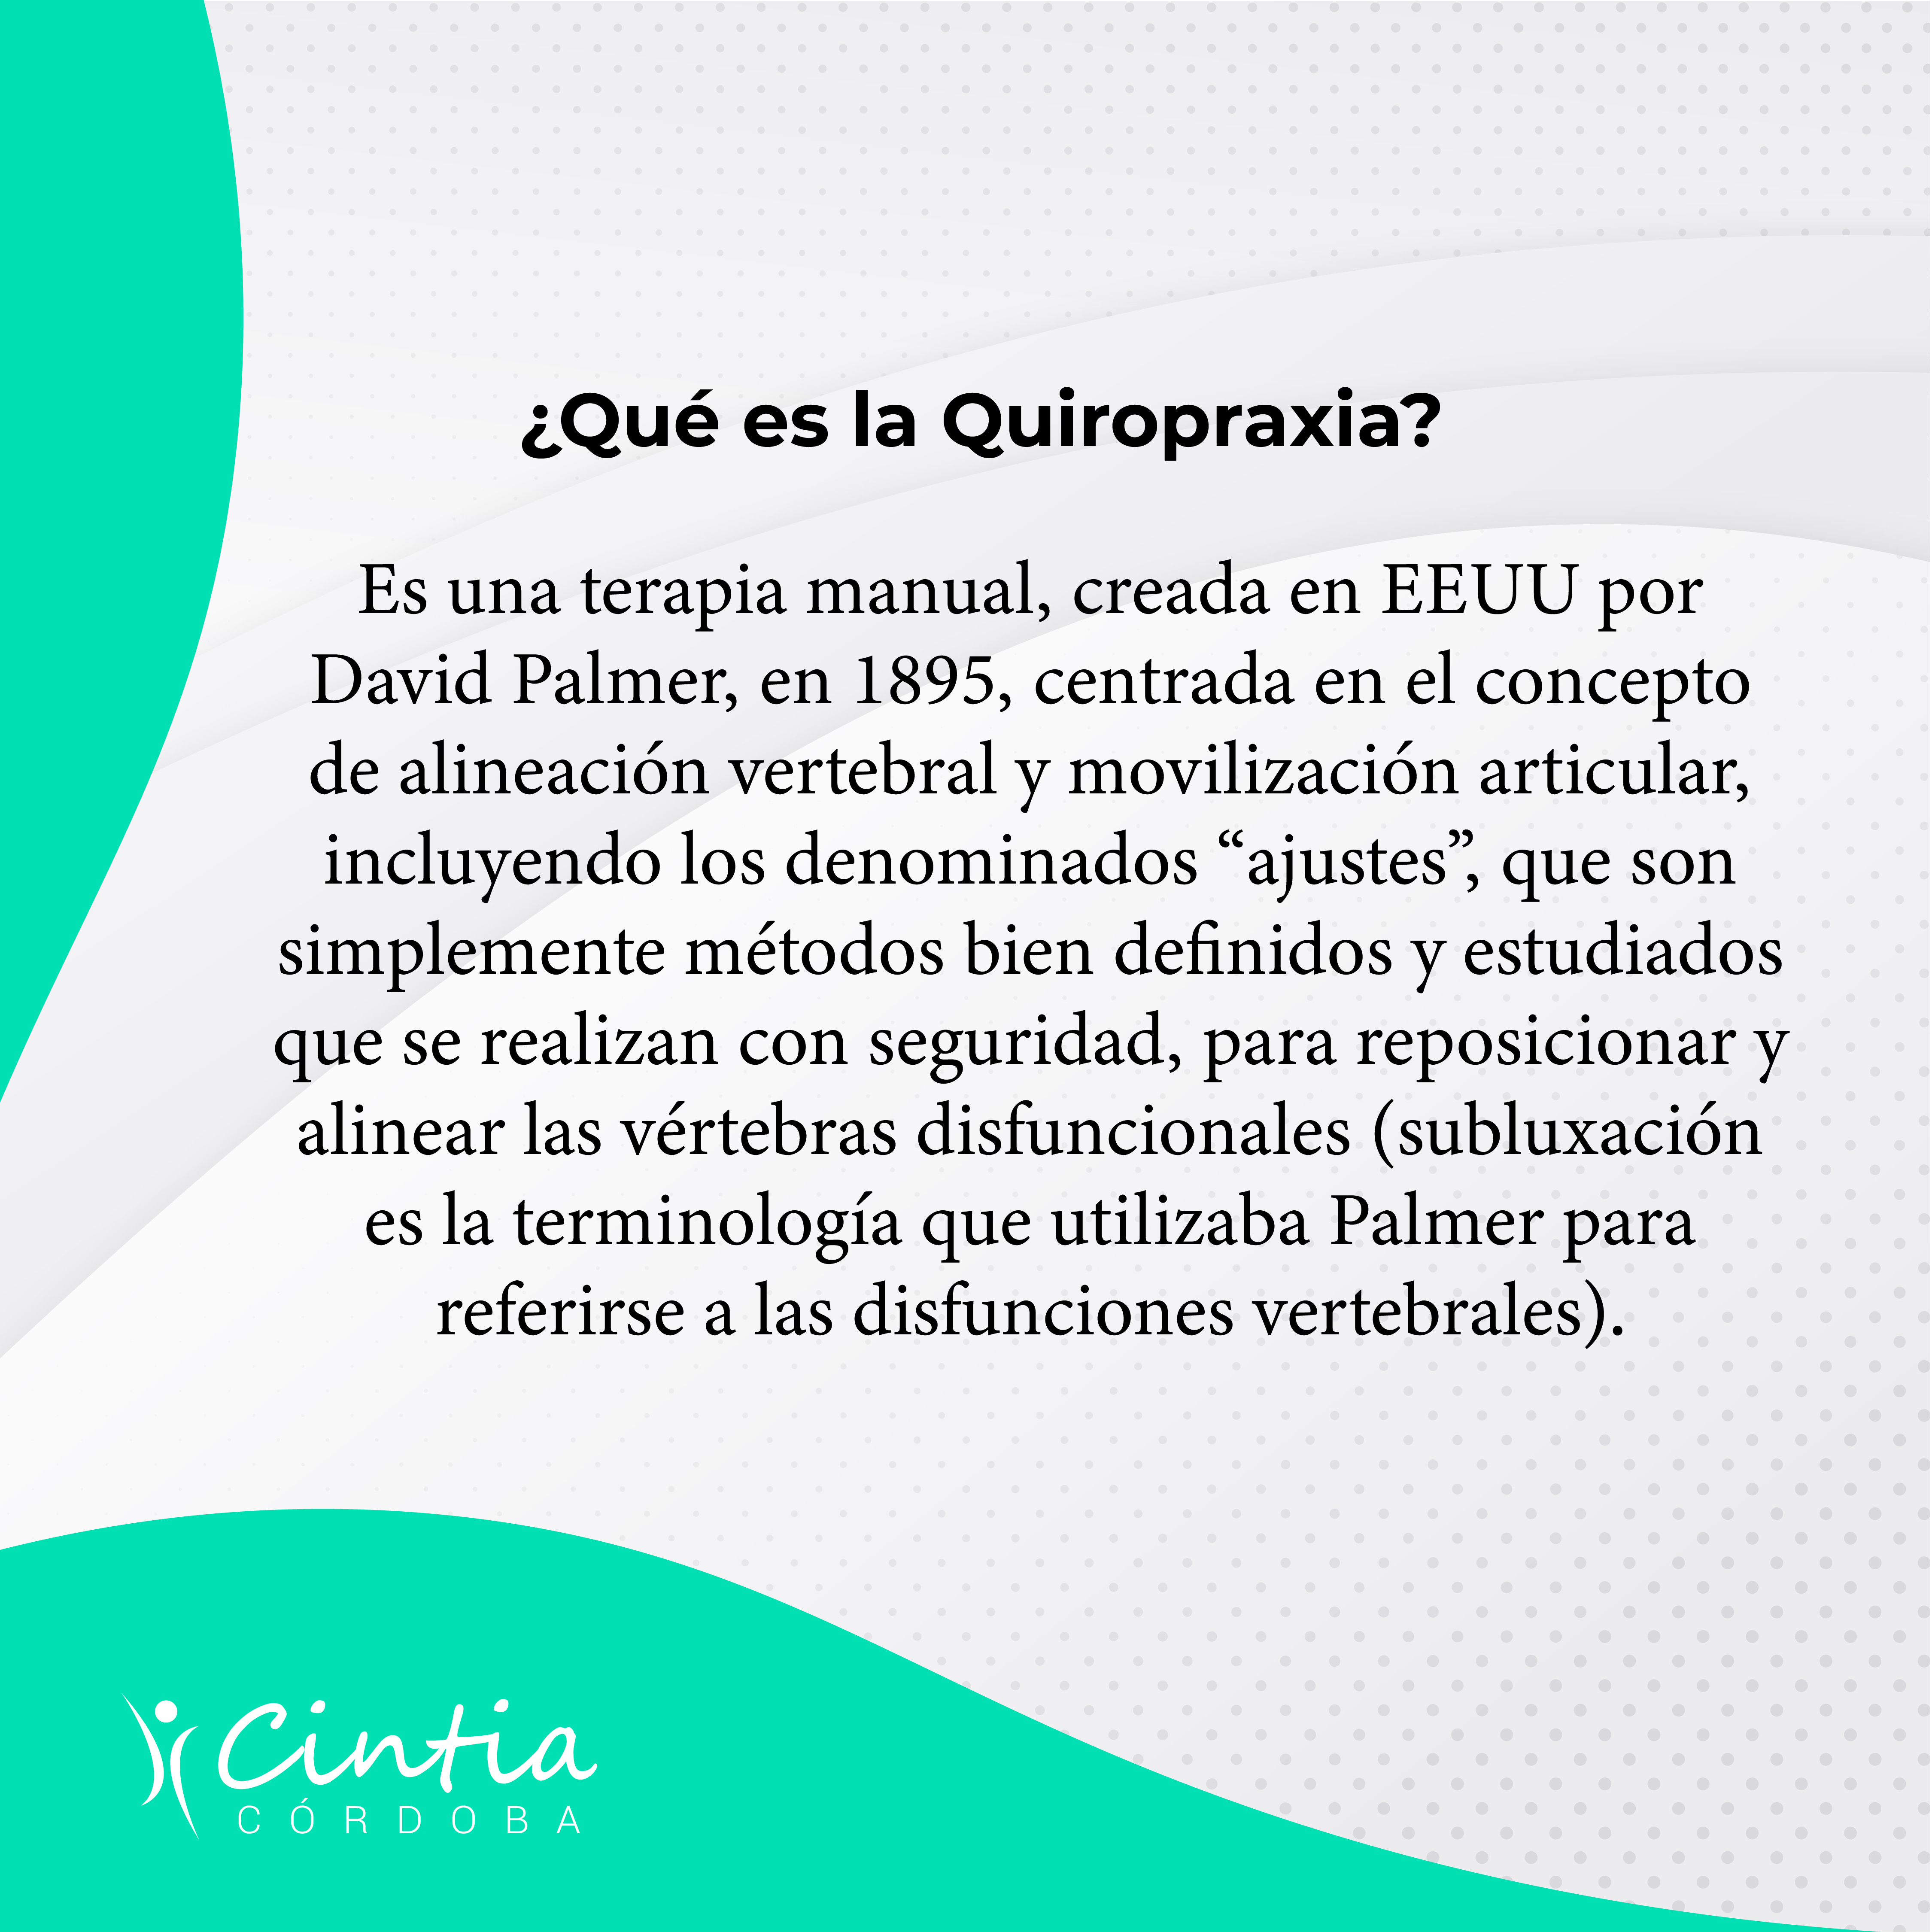 ¿Qué es la Quiropraxia?
Es una terapia manual, creada en EEUU por
David Palmer, en 1895, centrada en el concepto
de alineación vertebral y movilización articular,
incluyendo los denominados “ajustes”, que son
simplemente métodos bien definidos y estudiados
que se realizan con seguridad, para reposicionar y
alinear las vértebras disfuncionales (subluxación
es la terminología que utilizaba Palmer para
referirse a las disfunciones vertebrales).
Cintia
CÓRDOBA